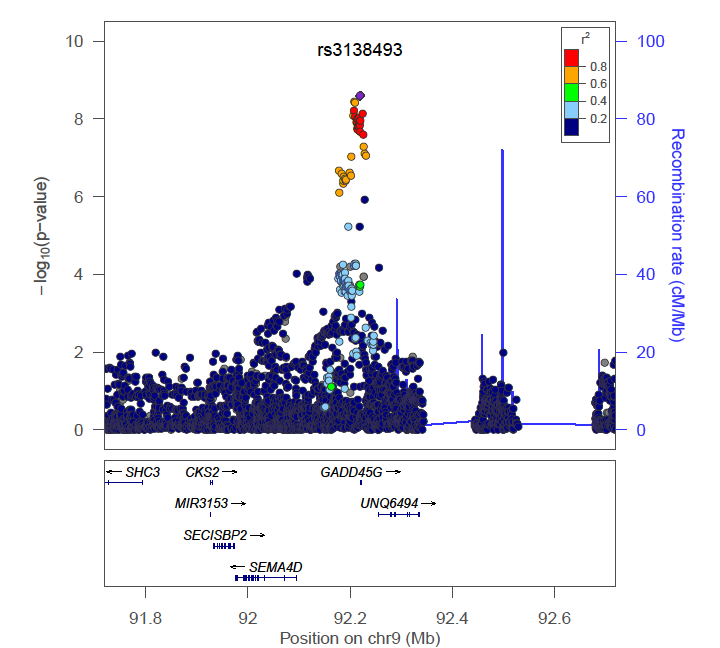 rs3138493
r²
0.8
0.6
0.4
0.2
10
8
6
4
2
0
−log10(p−value)
100
80
60
40
20
0
Recombination rate (cM/Mb)
SHC3
CKS2
GADD45G
MIR3153
UNQ6494
SECISBP2
SEMA4D
91.8
92
92.2
92.4
92.6
Position on chr9 (Mb)